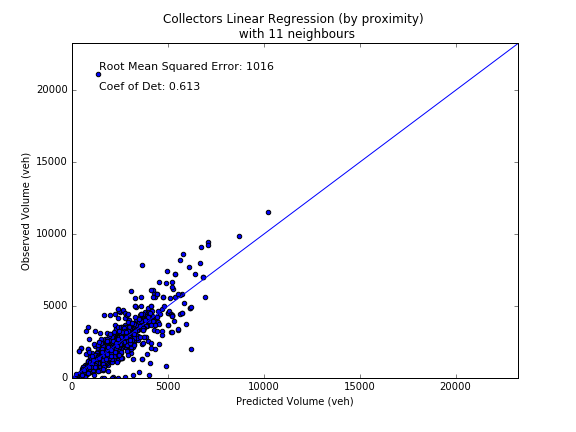 Collectors Linear Regression (by proximity)
with 11 neighbours
Root Mean Squared Error: 1016
Coef of Det: 0.613
Observed Volume (veh)
20000
15000
10000
5000
0
0 5000 10000 15000 20000
Predicted Volume (veh)